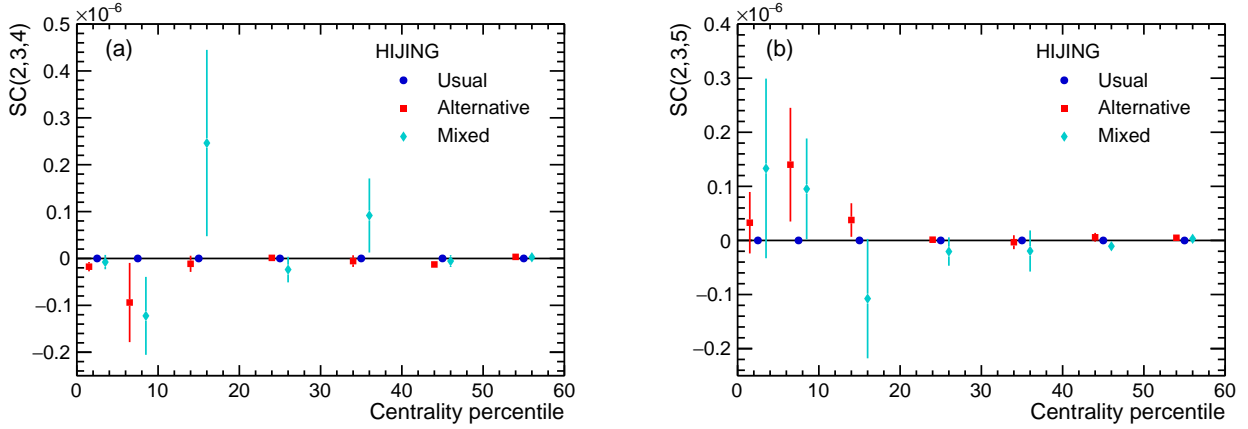 ×10⁻⁶
SC(2,3,4)
(a)
HIJING
Usual
Alternative
Mixed
0.5
0.4
0.3
0.2
0.1
0
−0.1
−0.2
0 10 20 30 40 50 60
Centrality percentile
×10⁻⁶
SC(2,3,5)
(b)
HIJING
Usual
Alternative
Mixed
0.4
0.3
0.2
0.1
0
−0.1
−0.2
0 10 20 30 40 50 60
Centrality percentile